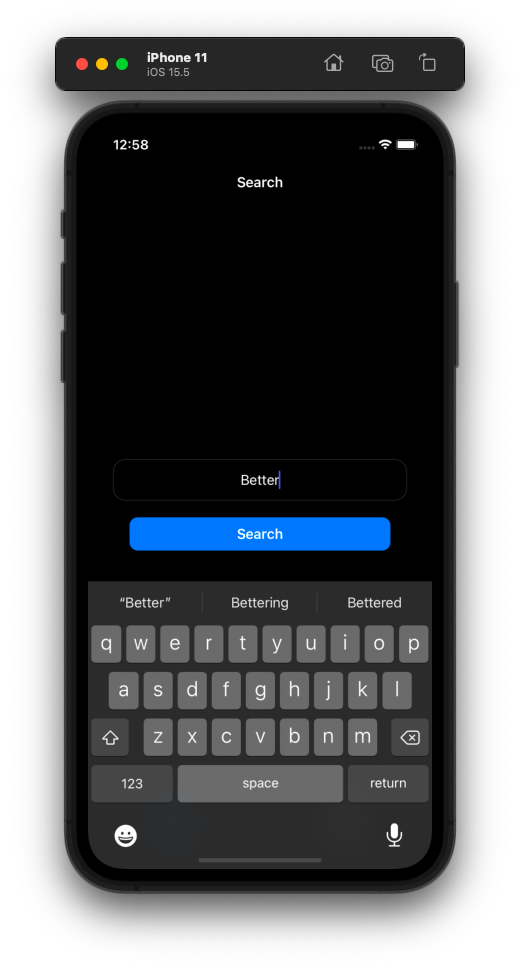 iPhone 11
iOS 15.5
12:58
Search
Better
Search
“Better” Bettering Bettered
q w e r t y u i o p
a s d f g h j k l
z x c v b n m
123 space return